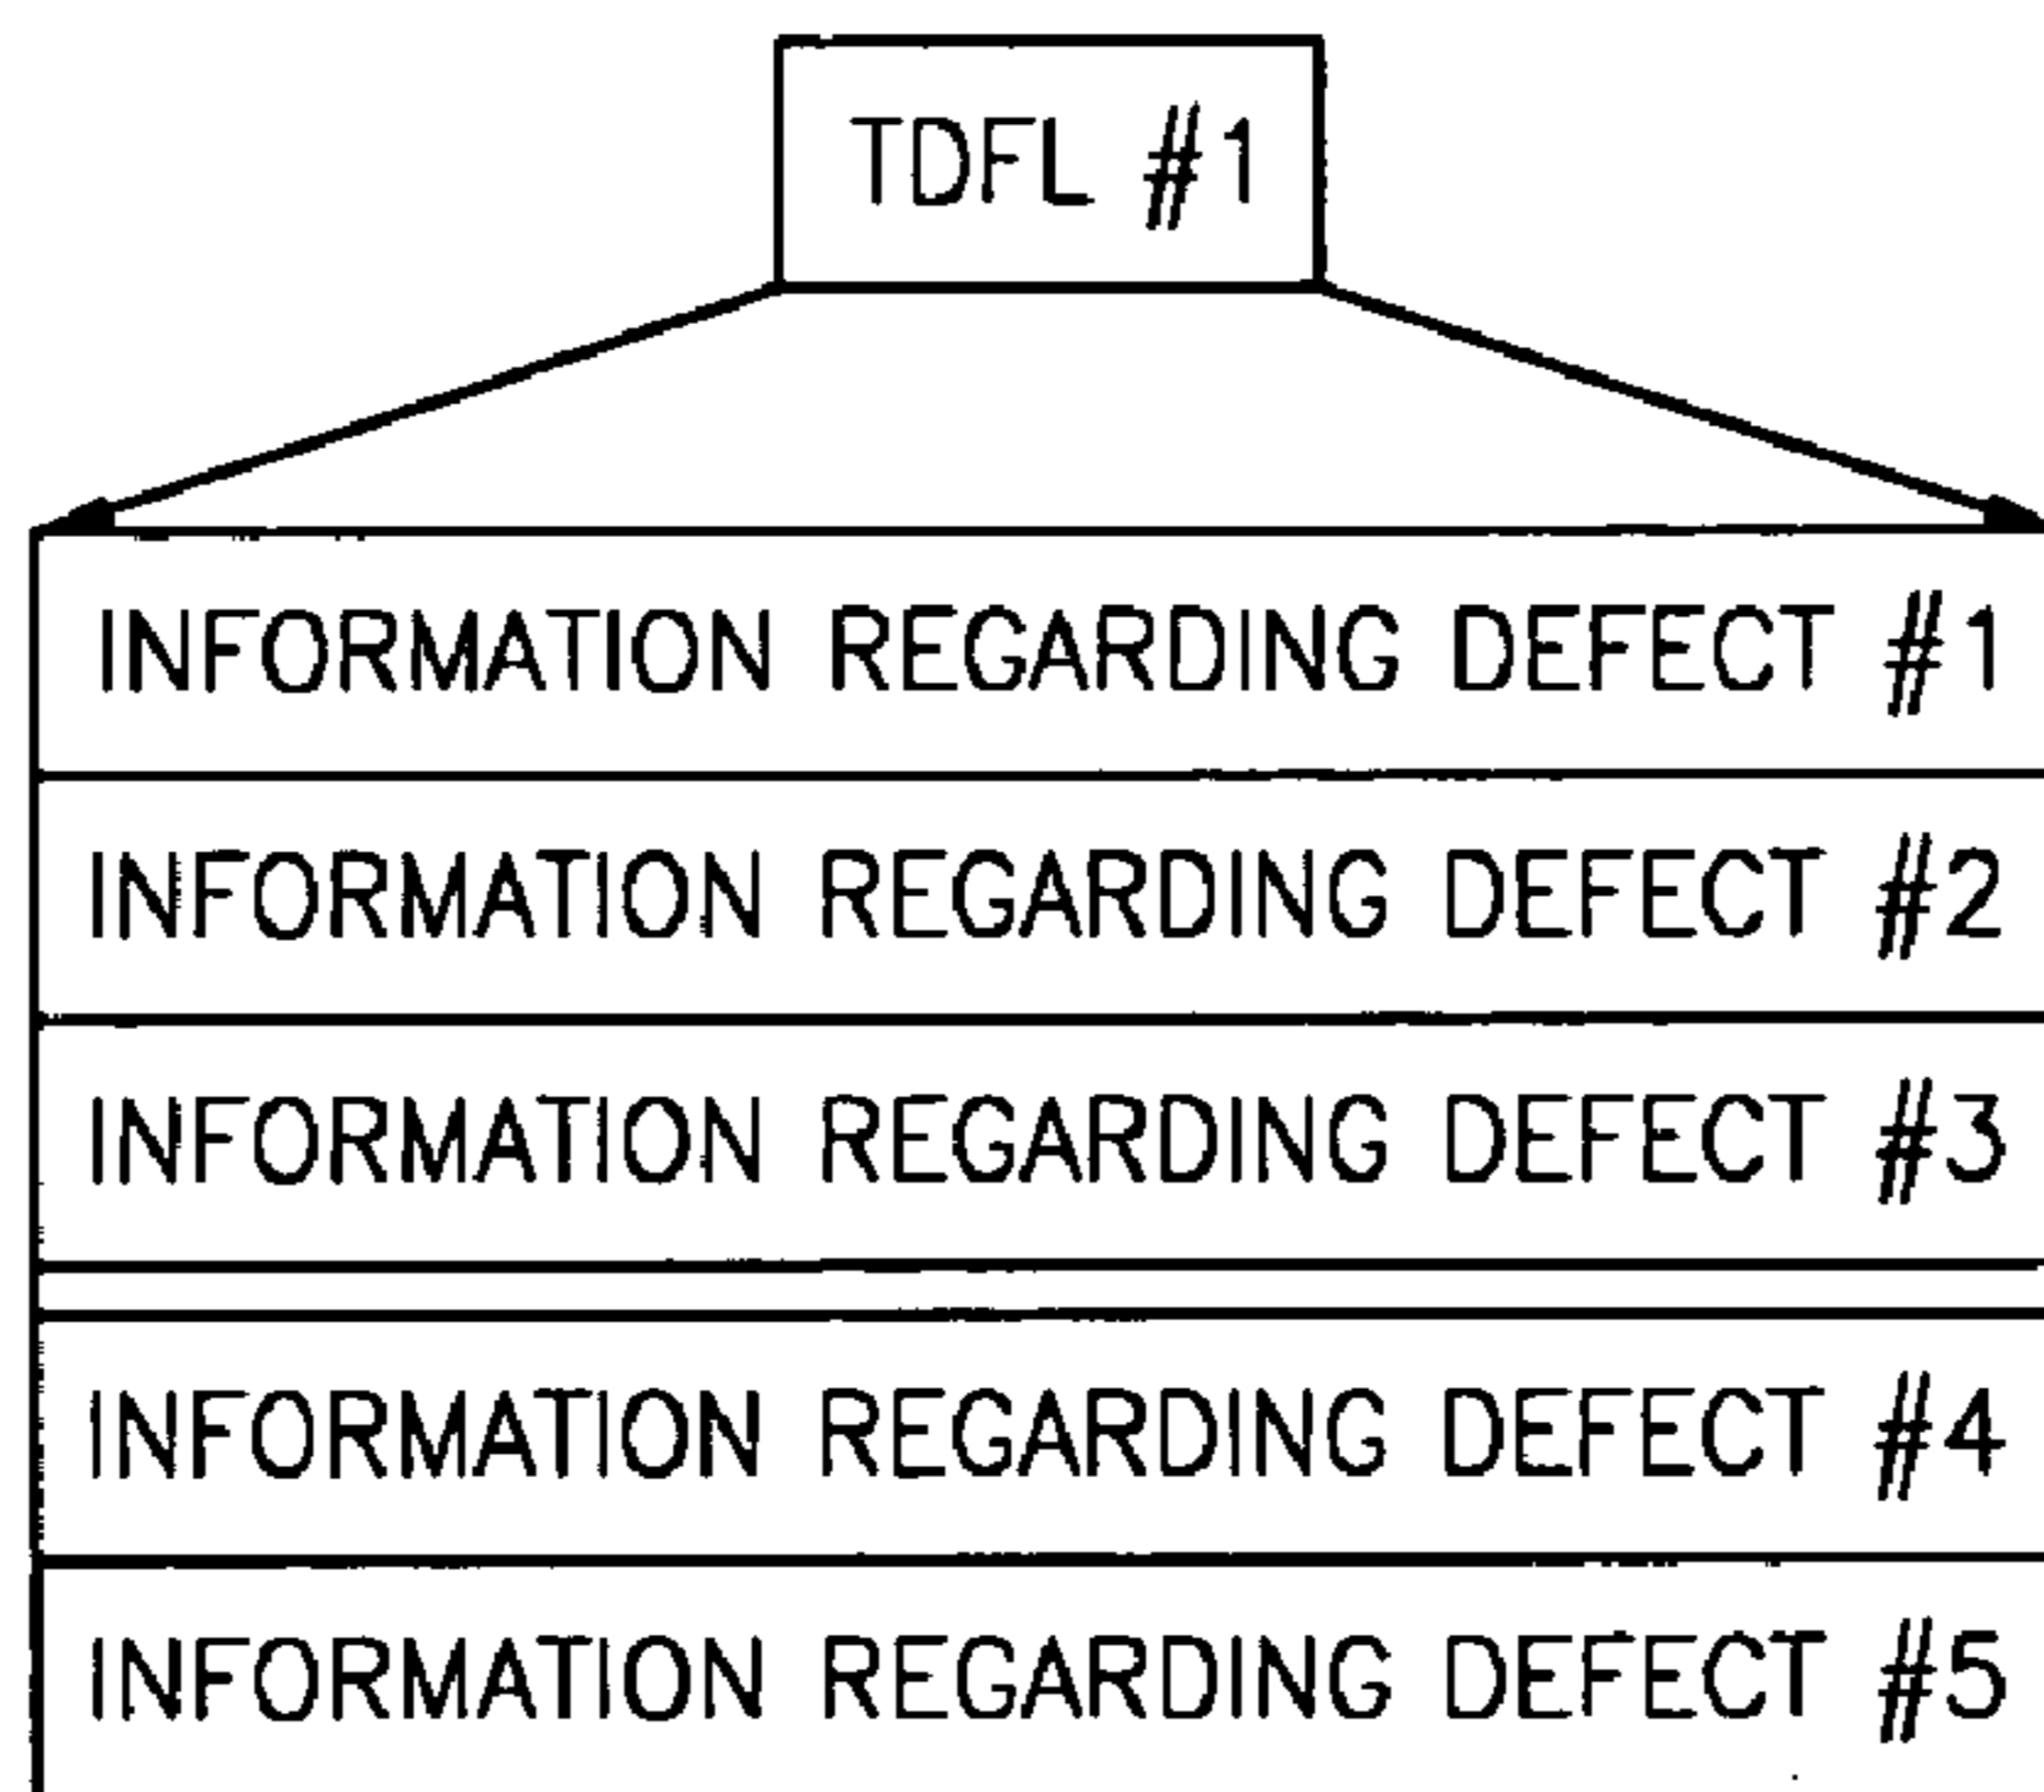 TDFL #1
INFORMATION REGARDING DEFECT #1
INFORMATION REGARDING DEFECT #2
INFORMATION REGARDING DEFECT #3
INFORMATION REGARDING DEFECT #4
INFORMATION REGARDING DEFECT #5